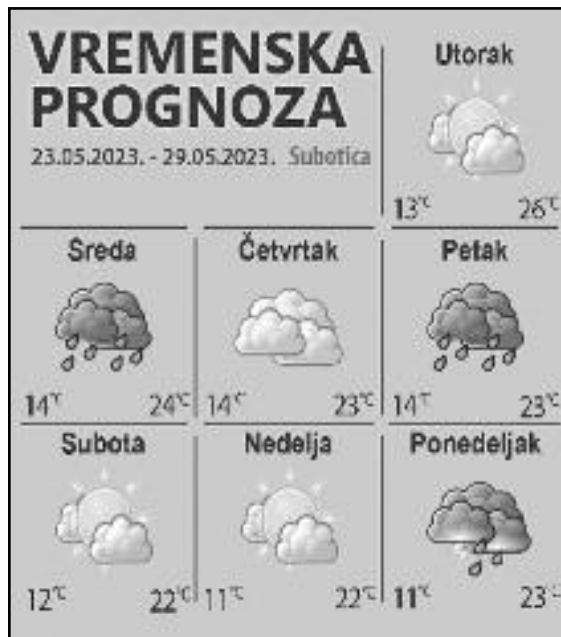 VREMENSKA
PROGNOZA
23.05.2023. - 29.05.2023. Subotica
Utorak
13℃ 26℃
Sreda
14℃ 24℃
Četvrtak
14℃ 23℃
Petak
14℃ 23℃
Subota
12℃ 22℃
Nedelja
11℃ 22℃
Ponedeljak
11℃ 23℃